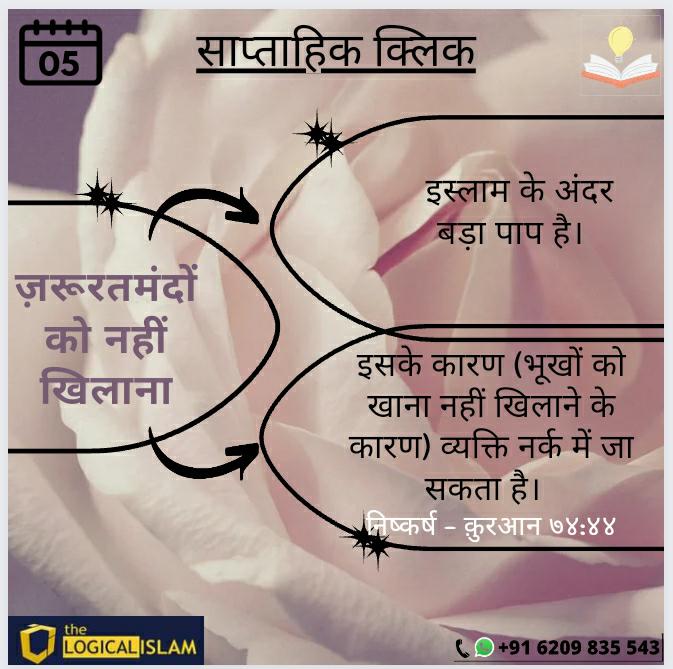 05
साप्ताहिक क्लिक
इस्लाम के अंदर
बड़ा पाप है।
ज़रूरतमंदों
को नहीं
खिलाना
इसके कारण (भूखों को
खाना नहीं खिलाने के
कारण) व्यक्ति नर्क में जा
सकता है।
निष्कर्ष – क़ुरआन ७४:४४
the
LOGICAL ISLAM
+91 6209 835 543